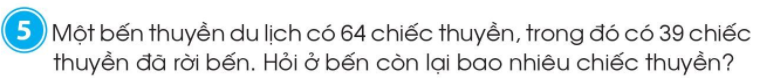 5 Một bến thuyền du lịch có 64 chiếc thuyền, trong đó có 39 chiếc
thuyền đã rời bến. Hỏi ở bến còn lại bao nhiêu chiếc thuyền?